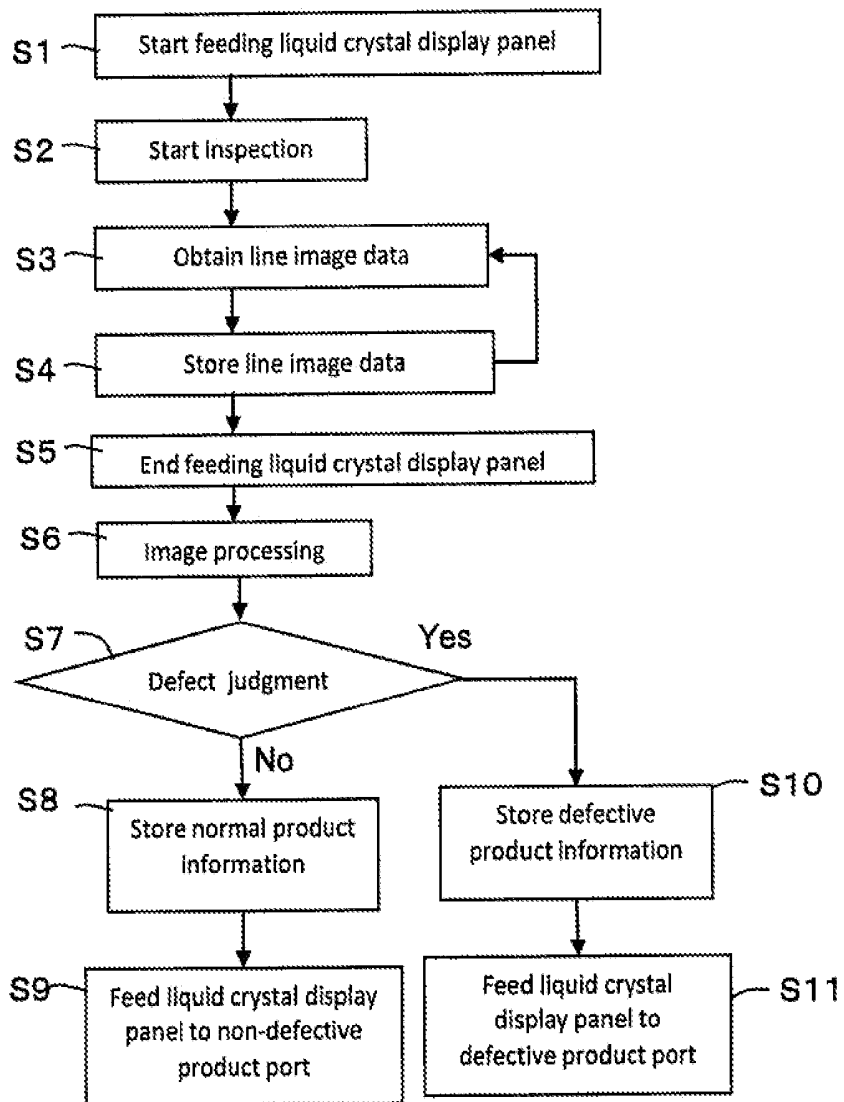 S1
Start feeding liquid crystal display panel
S2
Start inspection
S3
Obtain line image data
S4
Store line image data
S5
End feeding liquid crystal display panel
S6
Image processing
S7
Yes
Defect judgment
No
S8
Store normal product
information
S10
Store defective
product information
S9
Feed liquid crystal display
panel to non-defective
product port
S11
Feed liquid crystal
display panel to
defective product port